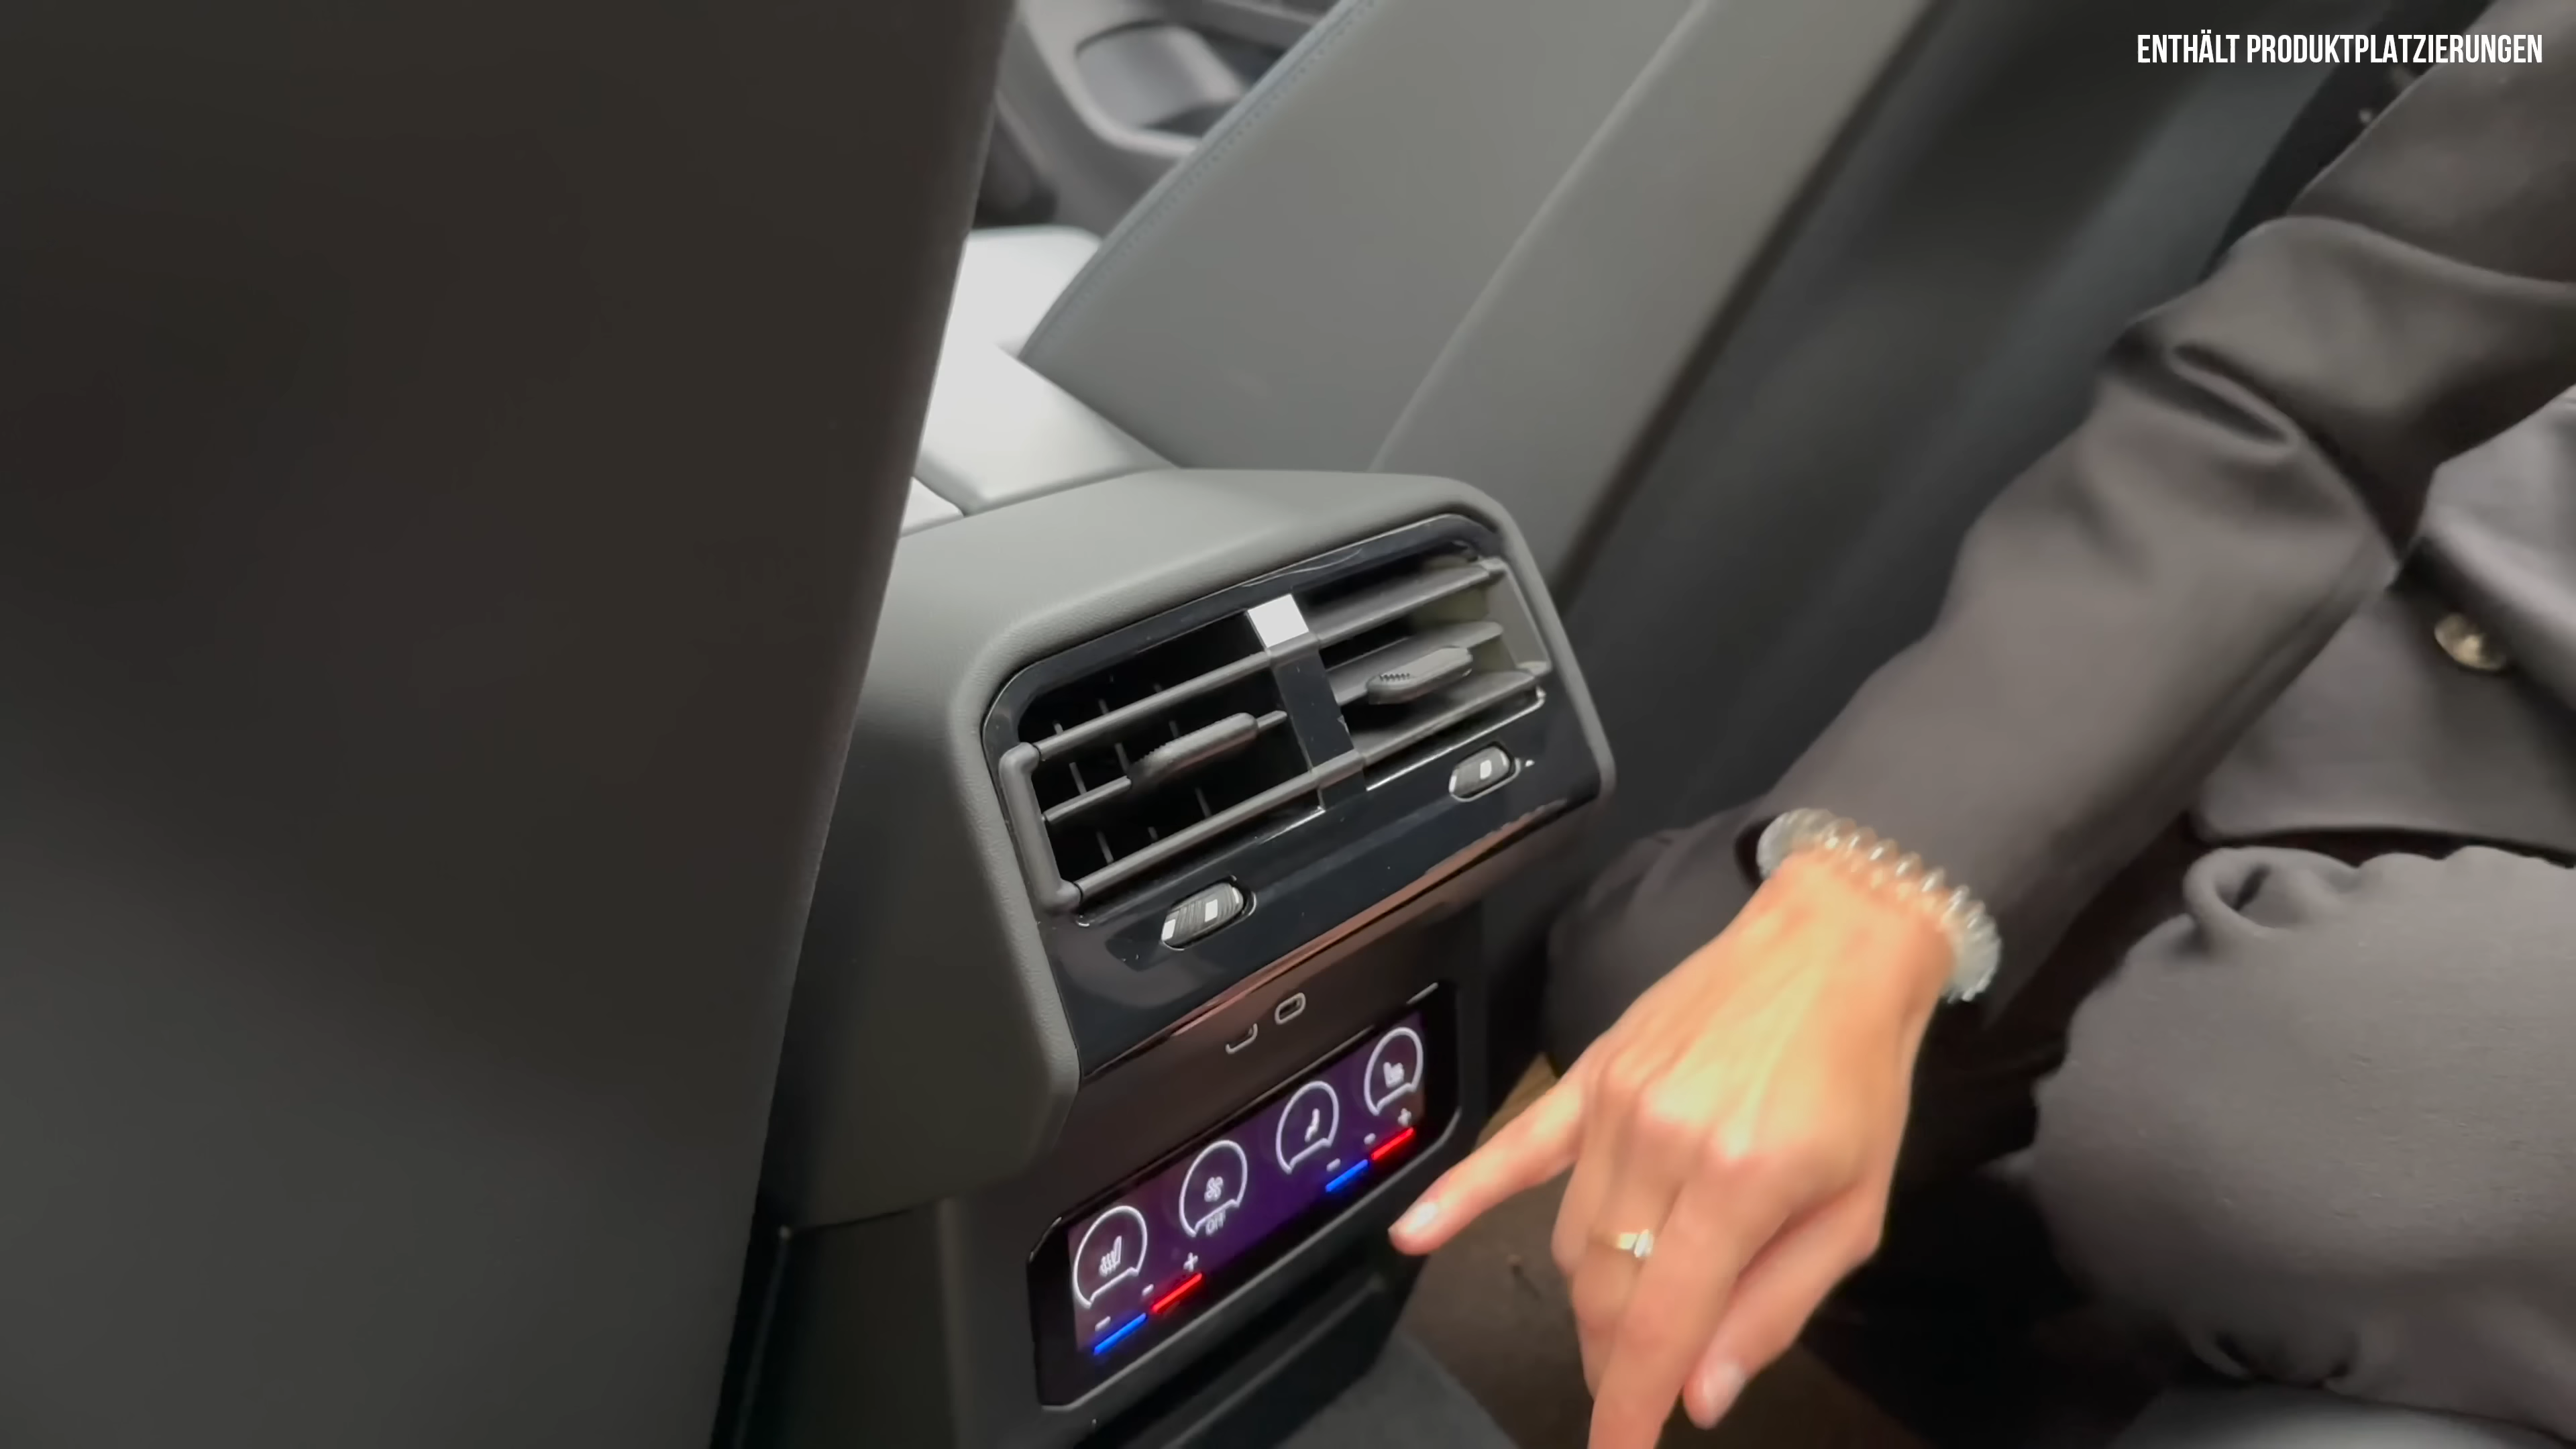 ENTHÄLT PRODUKTPLATZIERUNGEN
OFF
- +
- +